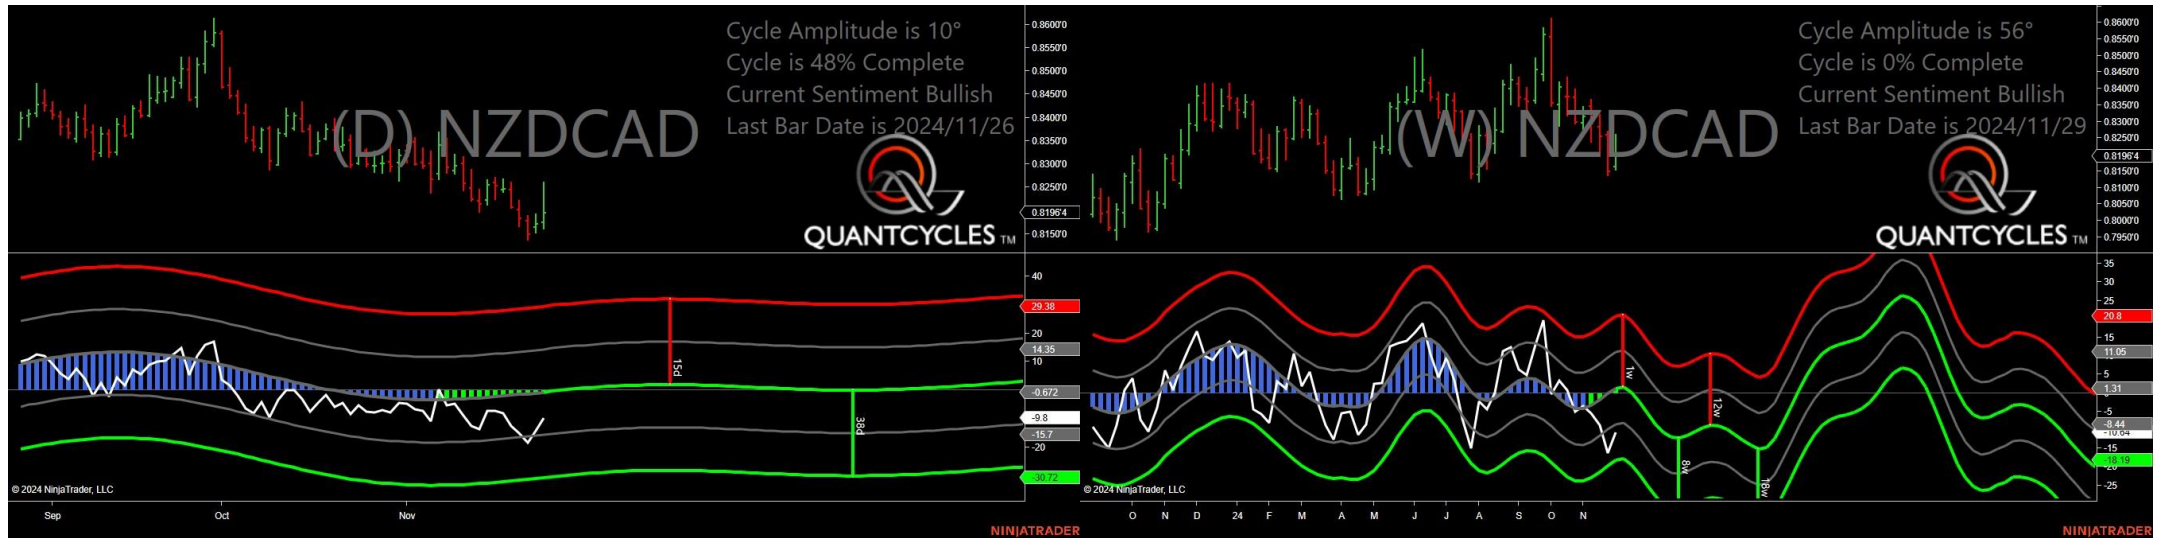 Cycle Amplitude is 10°
Cycle is 48% Complete
Current Sentiment Bullish
Last Bar Date is 2024/11/26
(D) NZDCAD
QUANTCYCLES TM
0.8600'0
0.8550'0
0.8500'0
0.8450'0
0.8400'0
0.8350'0
0.8300'0
0.8250'0
0.8196'4
0.8150'0
40
29.38
20
14.35
10
-0.672
-9.8
-15.7
-20
-30.72
15d
38d
© 2024 NinjaTrader, LLC
Sep Oct Nov
NINJATRADER
Cycle Amplitude is 56°
Cycle is 0% Complete
Current Sentiment Bullish
Last Bar Date is 2024/11/29
(W) NZDCAD
QUANTCYCLES TM
0.8600'0
0.8550'0
0.8500'0
0.8450'0
0.8400'0
0.8350'0
0.8300'0
0.8250'0
0.8196'4
0.8150'0
0.8100'0
0.8050'0
0.8000'0
0.7950'0
35
30
25
20.8
15
11.05
5
1.31
-5
-8.44
-10.64
-15
-18.19
-25
1w
12w
8w
18w
© 2024 NinjaTrader, LLC
O N D 24 F M A M J J A S O N
NINJATRADER